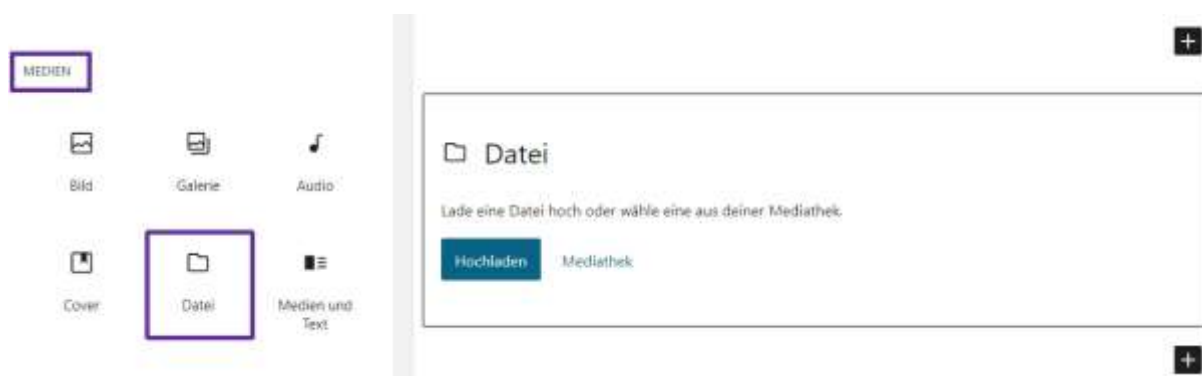 MEDIEN
Bild
Galerie
Audio
Cover
Datei
Medien und
Text
Datei
Lade eine Datei hoch oder wähle eine aus deiner Mediathek.
Hochladen
Mediathek